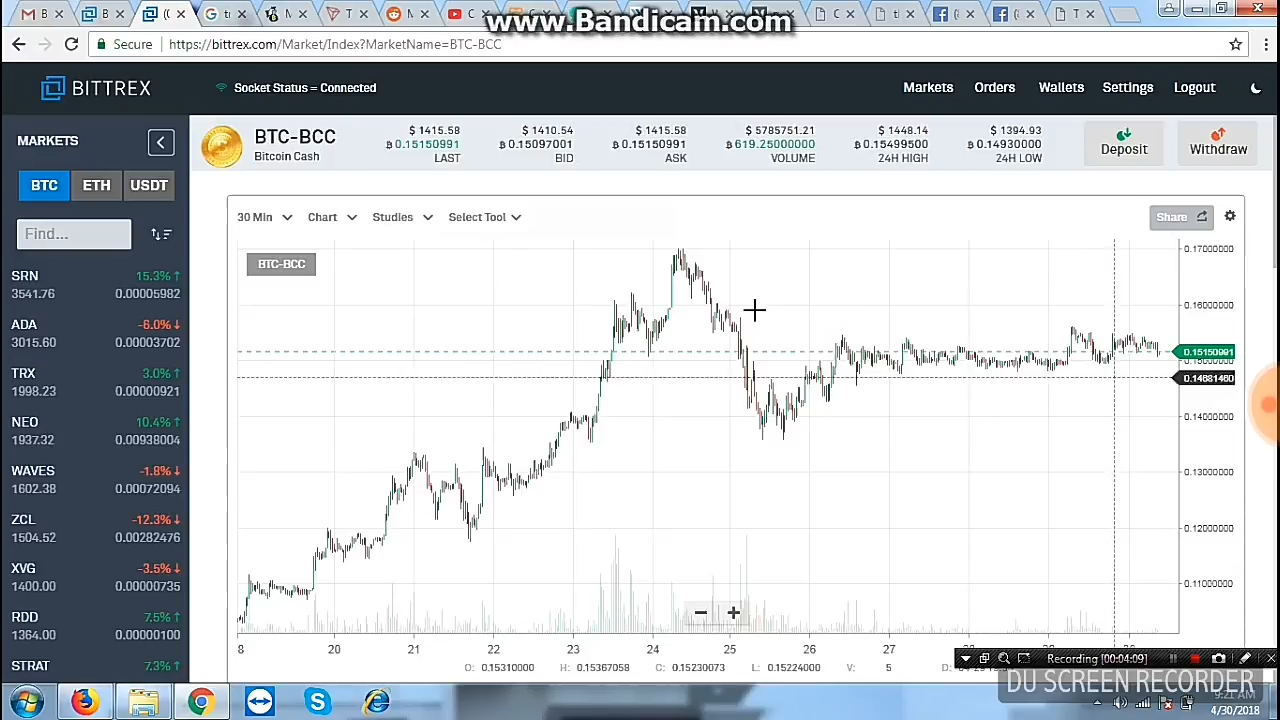 www.Bandicam.com
M B
B
(
G t
M
T
M
C
C
t
(
(
T
Secure https://bittrex.com/Market/Index?MarketName=BTC-BCC
BITTREX
Socket Status = Connected
Markets Orders Wallets Settings Logout
MARKETS
BTC ETH USDT
Find...
SRN 15.3% ↑
3541.76 0.00005982
ADA -6.0% ↓
3015.60 0.00003702
TRX 3.0% ↑
1998.23 0.00000921
NEO 10.4% ↑
1937.32 0.00938004
WAVES -1.8% ↓
1602.38 0.00072094
ZCL -12.3% ↓
1504.52 0.00282476
XVG -3.5% ↓
1400.00 0.00000735
RDD 7.5% ↑
1364.00 0.00000100
STRAT 7.3% ↑
BTC-BCC
Bitcoin Cash
$ 1415.58
฿ 0.15150991
LAST
$ 1410.54
฿ 0.15097001
BID
$ 1415.58
฿ 0.15150991
ASK
$ 5785751.21
฿ 619.25000000
VOLUME
$ 1448.14
฿ 0.15499500
24H HIGH
$ 1394.93
฿ 0.14930000
24H LOW
Deposit
Withdraw
30 Min Chart Studies Select Tool
Share
BTC-BCC
0.17000000
0.16000000
0.15150991
0.15000000
0.14681460
0.14000000
0.13000000
0.12000000
0.11000000
8 20 21 22 23 24 25 26 27
O: 0.15310000 H: 0.15367058 C: 0.15230073 L: 0.15224000 V: 5
Recording [00:04:09]
DU SCREEN RECORDER
9:21 AM
4/30/2018